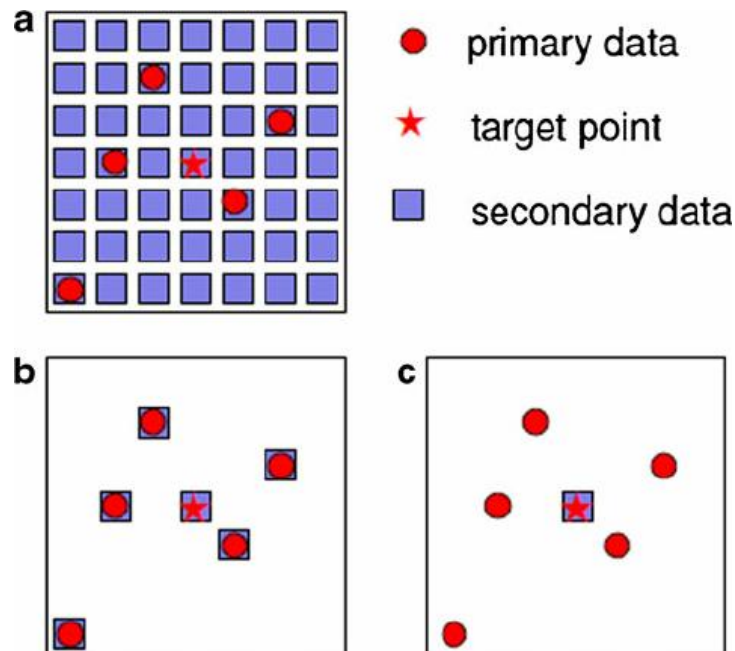 a
primary data
target point
secondary data
b
c